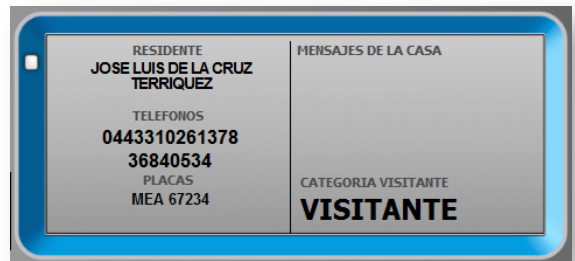 RESIDENTE
JOSE LUIS DE LA CRUZ
TERRIQUEZ
TELEFONOS
0443310261378
36840534
PLACAS
MEA 67234
MENSAJES DE LA CASA
CATEGORIA VISITANTE
VISITANTE